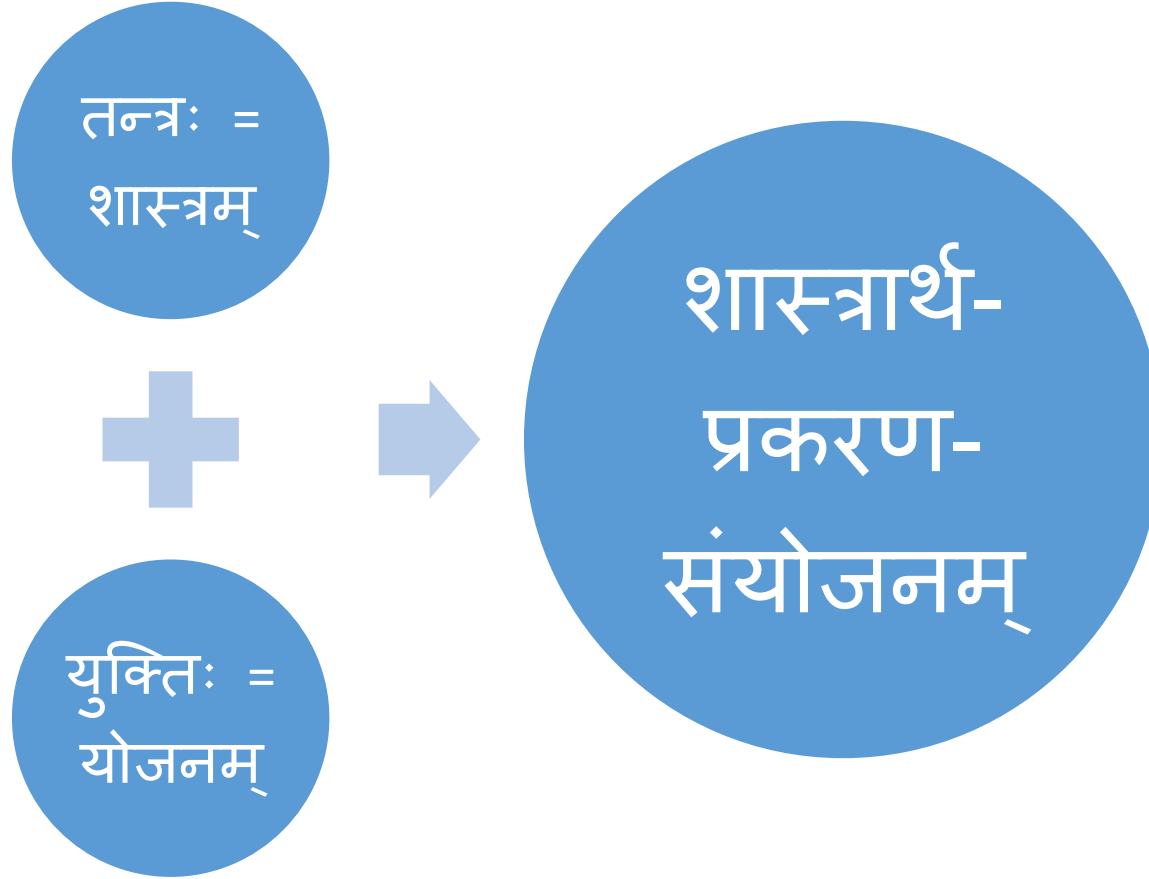 तन्त्रः =
शास्त्रम्
युक्तिः =
योजनम्
शास्त्रार्थ-
प्रकरण-
संयोजनम्